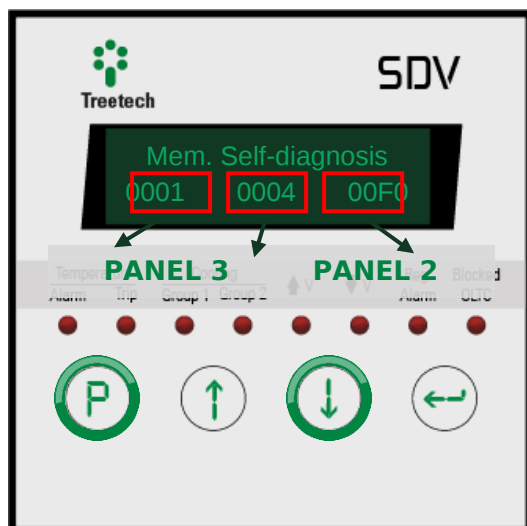 SDV
Treetech
Mem. Self-diagnosis
0001 0004 00F0
PANEL 3 PANEL 2
Blocked
Alarm Trip Group 1 Group 2 V V Alarm OLTC
P